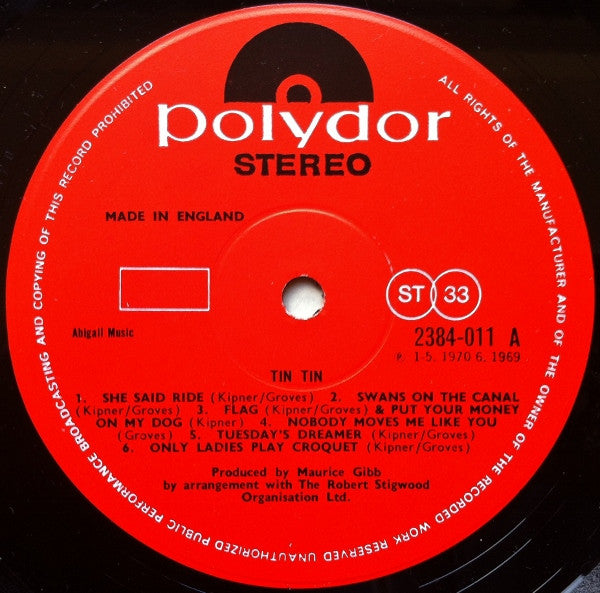 polydor
STEREO
MADE IN ENGLAND
ST 33
Abigail Music
2384-011 A
℗ 1-5. 1970 6. 1969
TIN TIN
1. SHE SAID RIDE (Kipner/Groves) 2. SWANS ON THE CANAL
(Kipner/Groves) 3. FLAG (Kipner/Groves) & PUT YOUR MONEY
ON MY DOG (Kipner) 4. NOBODY MOVES ME LIKE YOU
(Groves) 5. TUESDAY'S DREAMER (Kipner/Groves)
6. ONLY LADIES PLAY CROQUET (Kipner/Groves)
Produced by Maurice Gibb
by arrangement with The Robert Stigwood
Organisation Ltd.
ALL RIGHTS OF THE MANUFACTURER AND OF THE OWNER OF THE RECORDED WORK RESERVED UNAUTHORIZED PUBLIC PERFORMANCE BROADCASTING AND COPYING OF THIS RECORD PROHIBITED